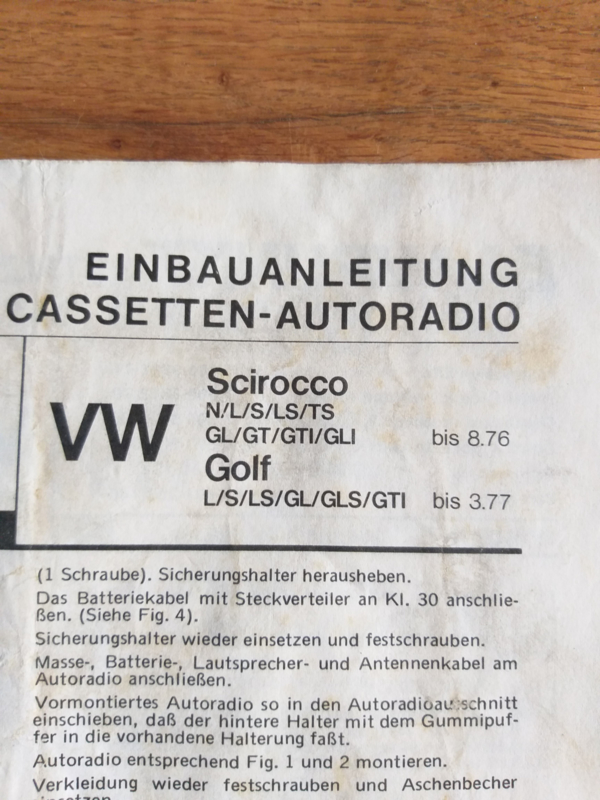 EINBAUANLEITUNG
CASSETTEN-AUTORADIO
VW
Scirocco
N/L/S/LS/TS
GL/GT/GTI/GLI bis 8.76
Golf
L/S/LS/GL/GLS/GTI bis 3.77
(1 Schraube). Sicherungshalter herausheben.
Das Batteriekabel mit Steckverteiler an Kl. 30 anschlie-
ßen. (Siehe Fig. 4).
Sicherungshalter wieder einsetzen und festschrauben.
Masse-, Batterie-, Lautsprecher- und Antennenkabel am
Autoradio anschließen.
Vormontiertes Autoradio so in den Autoradioausschnitt
einschieben, daß der hintere Halter mit dem Gummipuf-
fer in die vorhandene Halterung faßt.
Autoradio entsprechend Fig. 1 und 2 montieren.
Verkleidung wieder festschrauben und Aschenbecher